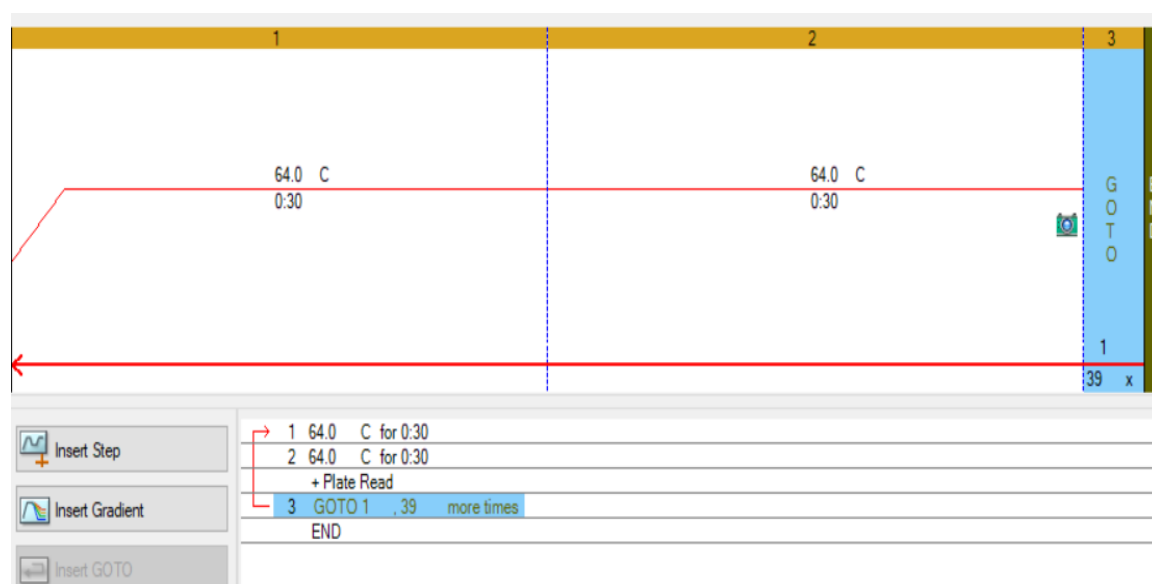 1 2 3
64.0 C 64.0 C
0:30 0:30
G
O
T
O
1
39 x
Insert Step
Insert Gradient
Insert GOTO
1 64.0 C for 0:30
2 64.0 C for 0:30
+ Plate Read
3 GOTO 1 , 39 more times
END